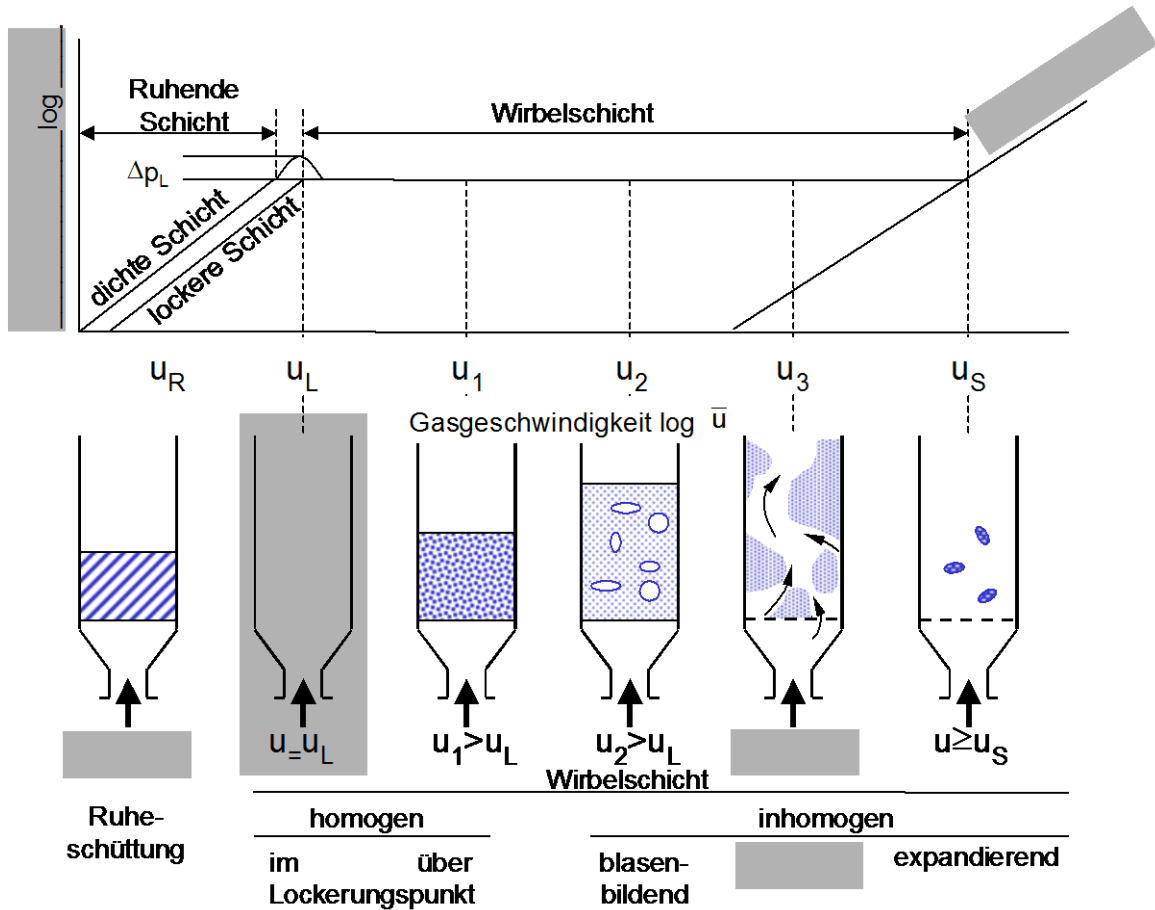 log
Ruhende
Schicht
Wirbelschicht
Δp_L
dichte Schicht
lockere Schicht
u_R
u_L
u_1
u_2
u_3
u_S
Gasgeschwindigkeit log u̅
u=u_L
u_1>u_L
u_2>u_L
u≥u_S
Wirbelschicht
Ruhe-
schüttung
homogen
inhomogen
im über
Lockerungspunkt
blasen-
bildend
expandierend